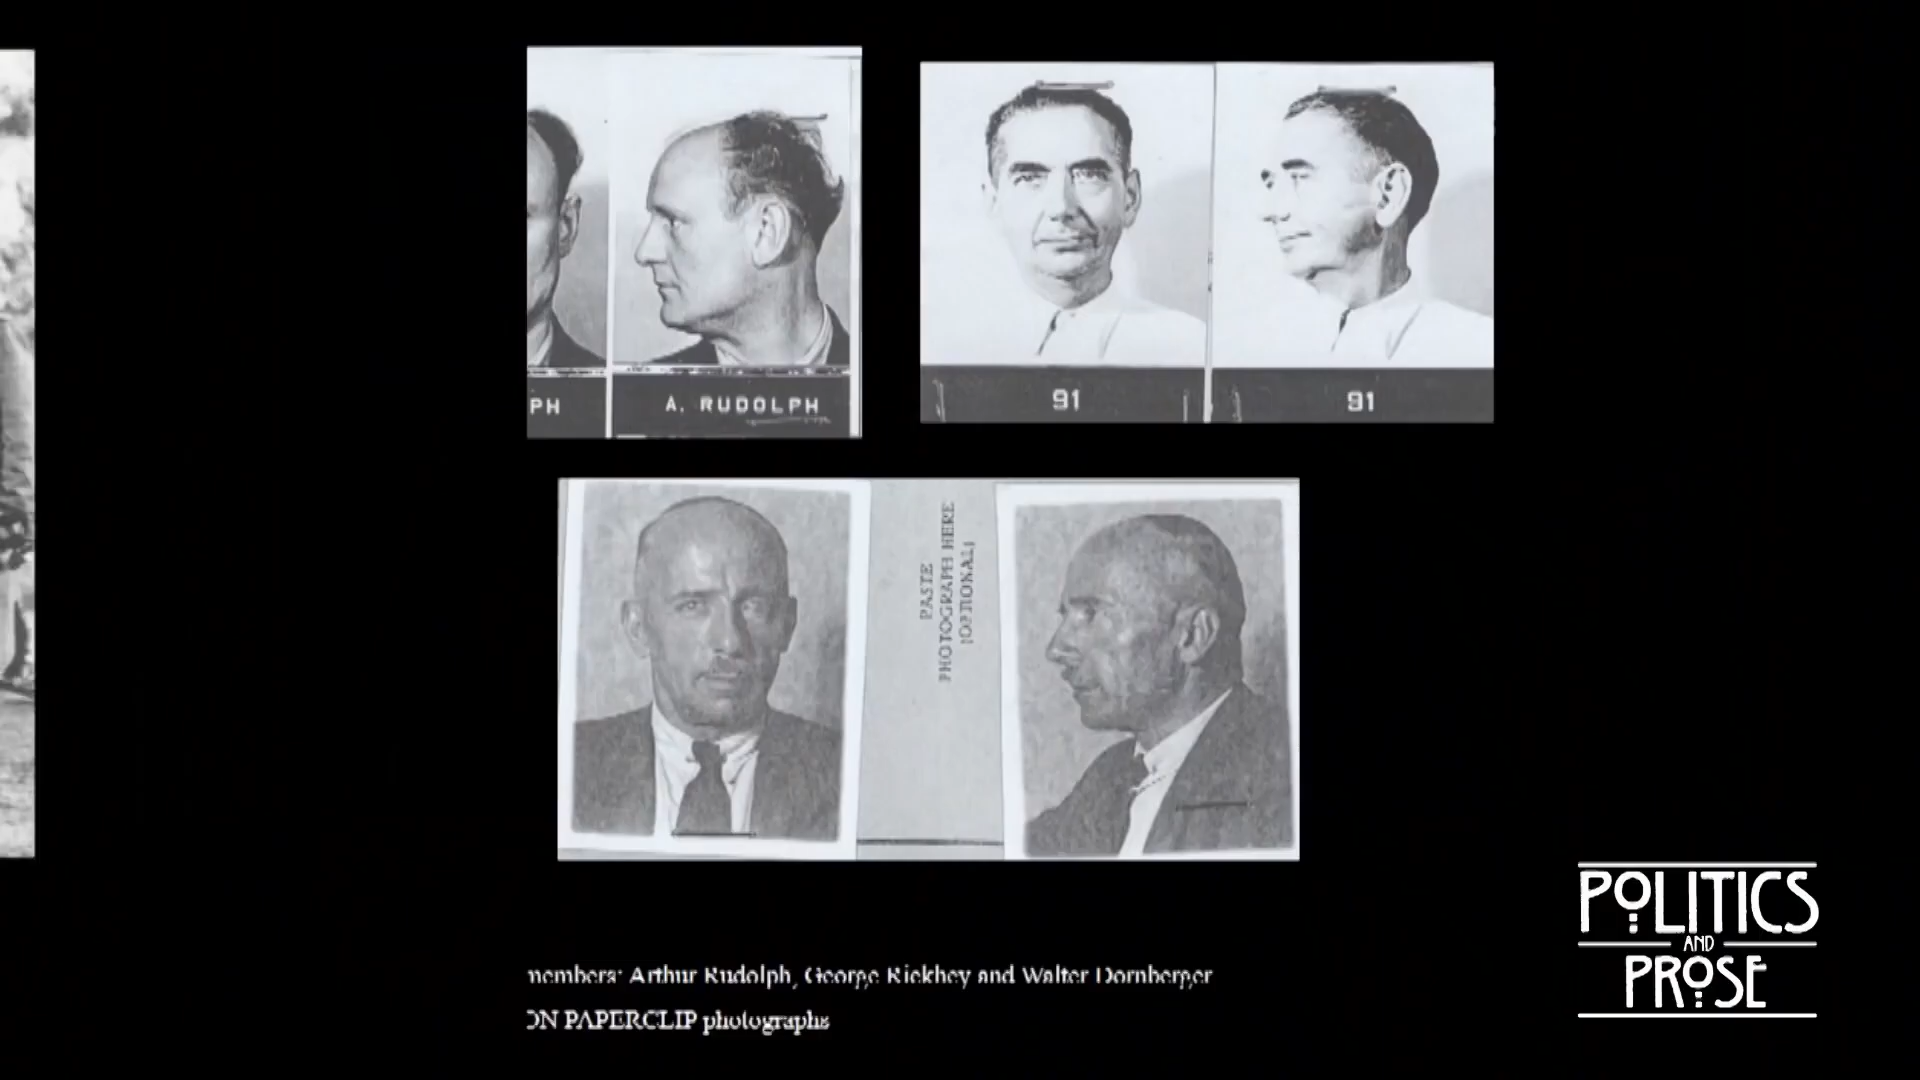 PH
A. RUDOLPH
91
91
PASTE
PHOTOGRAPH HERE
(OPTIONAL)
members: Arthur Rudolph, George Rickhey and Walter Dornberger
ON PAPERCLIP photographs
POLITICS
AND
PROSE